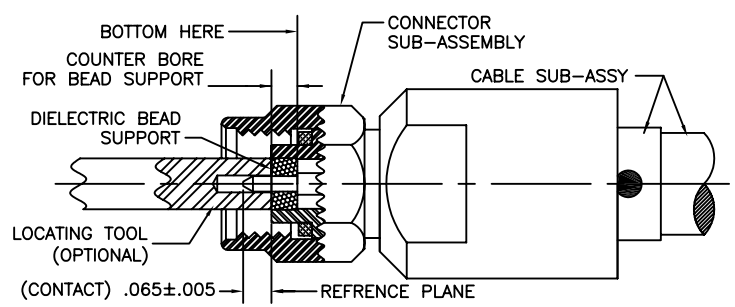 BOTTOM HERE
CONNECTOR
SUB-ASSEMBLY
COUNTER BORE
FOR BEAD SUPPORT
CABLE SUB-ASSY
DIELECTRIC BEAD
SUPPORT
LOCATING TOOL
(OPTIONAL)
(CONTACT) .065±.005
REFRENCE PLANE